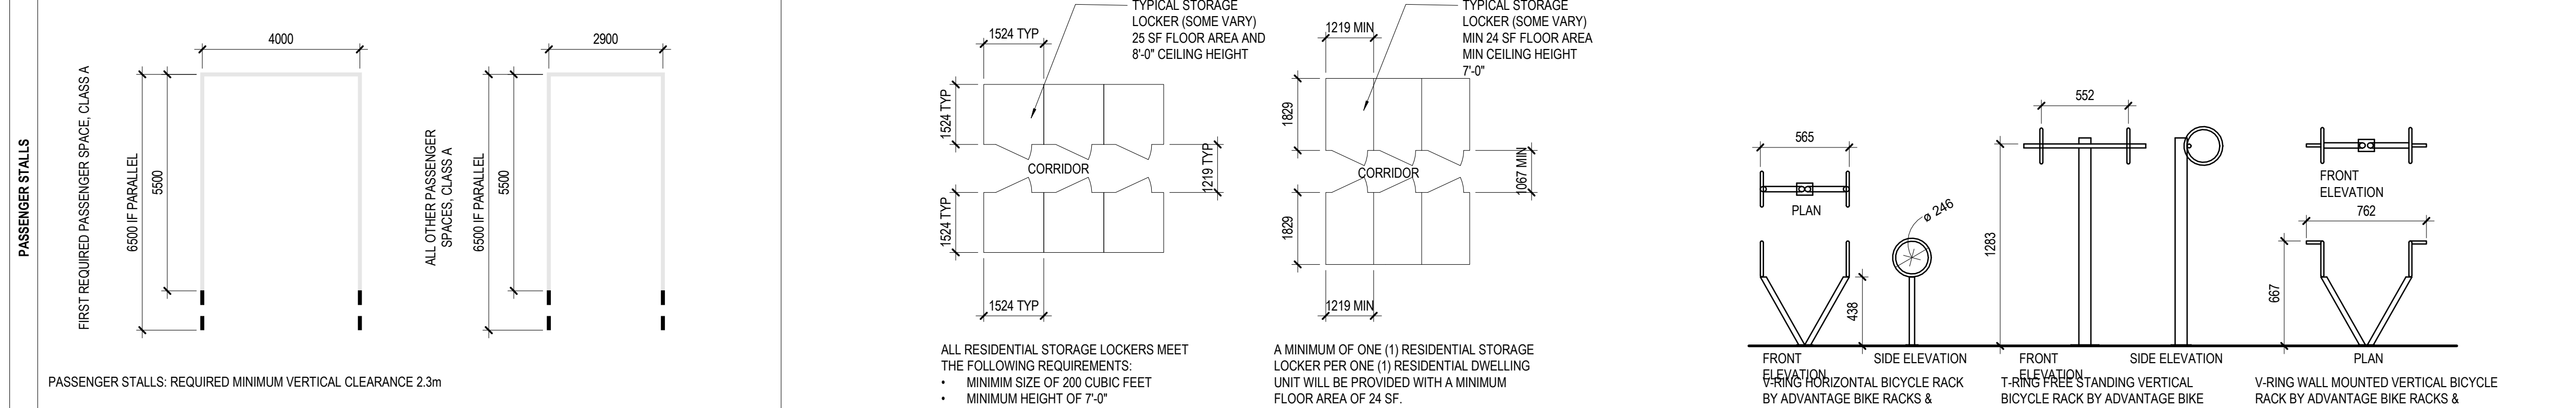 PASSENGER STALLS
FIRST REQUIRED PASSENGER SPACE, CLASS A
6500 IF PARALLEL
5500
4000
ALL OTHER PASSENGER
SPACES, CLASS A
6500 IF PARALLEL
5500
2900
PASSENGER STALLS: REQUIRED MINIMUM VERTICAL CLEARANCE 2.3m
TYPICAL STORAGE
LOCKER (SOME VARY)
25 SF FLOOR AREA AND
8'-0" CEILING HEIGHT
1524 TYP
1524 TYP
CORRIDOR
1219 TYP
1524 TYP
1524 TYP
ALL RESIDENTIAL STORAGE LOCKERS MEET
THE FOLLOWING REQUIREMENTS:
• MINIMIM SIZE OF 200 CUBIC FEET
• MINIMUM HEIGHT OF 7'-0"
TYPICAL STORAGE
LOCKER (SOME VARY)
MIN 24 SF FLOOR AREA
MIN CEILING HEIGHT
7'-0"
1219 MIN
1829
CORRIDOR
1067 MIN
1829
1219 MIN
A MINIMUM OF ONE (1) RESIDENTIAL STORAGE
LOCKER PER ONE (1) RESIDENTIAL DWELLING
UNIT WILL BE PROVIDED WITH A MINIMUM
FLOOR AREA OF 24 SF.
565
PLAN
ø 246
438
FRONT
ELEVATION
SIDE ELEVATION
V-RING HORIZONTAL BICYCLE RACK
BY ADVANTAGE BIKE RACKS &
552
1283
FRONT
ELEVATION
SIDE ELEVATION
T-RING FREE STANDING VERTICAL
BICYCLE RACK BY ADVANTAGE BIKE
FRONT
ELEVATION
762
667
PLAN
V-RING WALL MOUNTED VERTICAL BICYCLE
RACK BY ADVANTAGE BIKE RACKS &